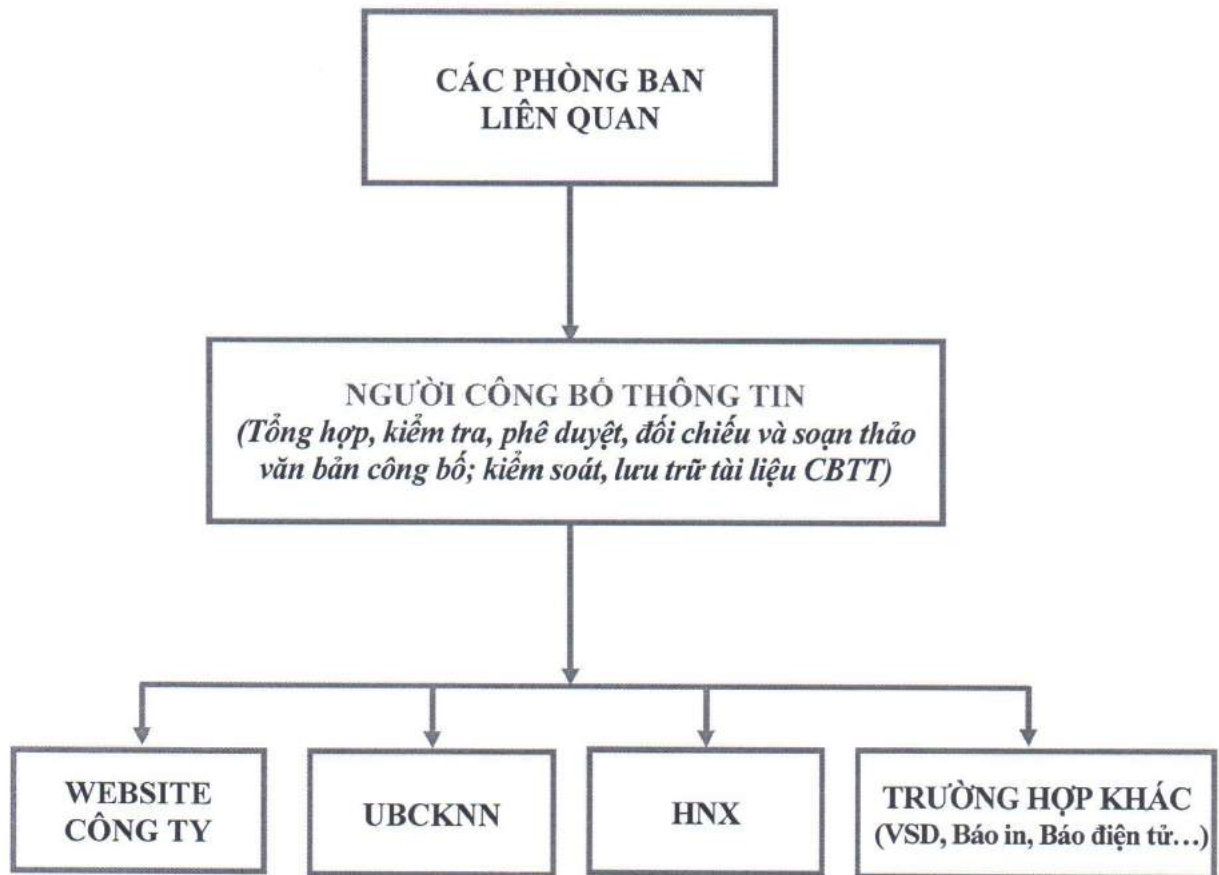 CÁC PHÒNG BAN
LIÊN QUAN
NGƯỜI CÔNG BỐ THÔNG TIN
(Tổng hợp, kiểm tra, phê duyệt, đối chiếu và soạn thảo
văn bản công bố; kiểm soát, lưu trữ tài liệu CBTT)
WEBSITE
CÔNG TY
UBCKNN
HNX
TRƯỜNG HỢP KHÁC
(VSD, Báo in, Báo điện tử...)